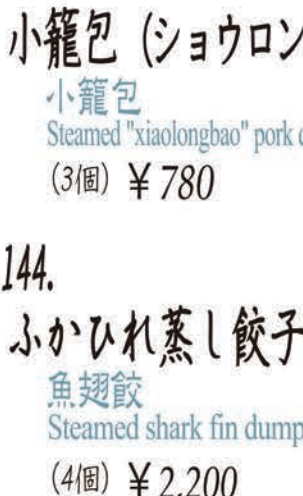 小籠包（ショウロン
小籠包
Steamed "xiaolongbao" pork
(3個) ¥780
144.
ふかひれ蒸し餃子
魚翅餃
Steamed shark fin dump
(4個) ¥2,200